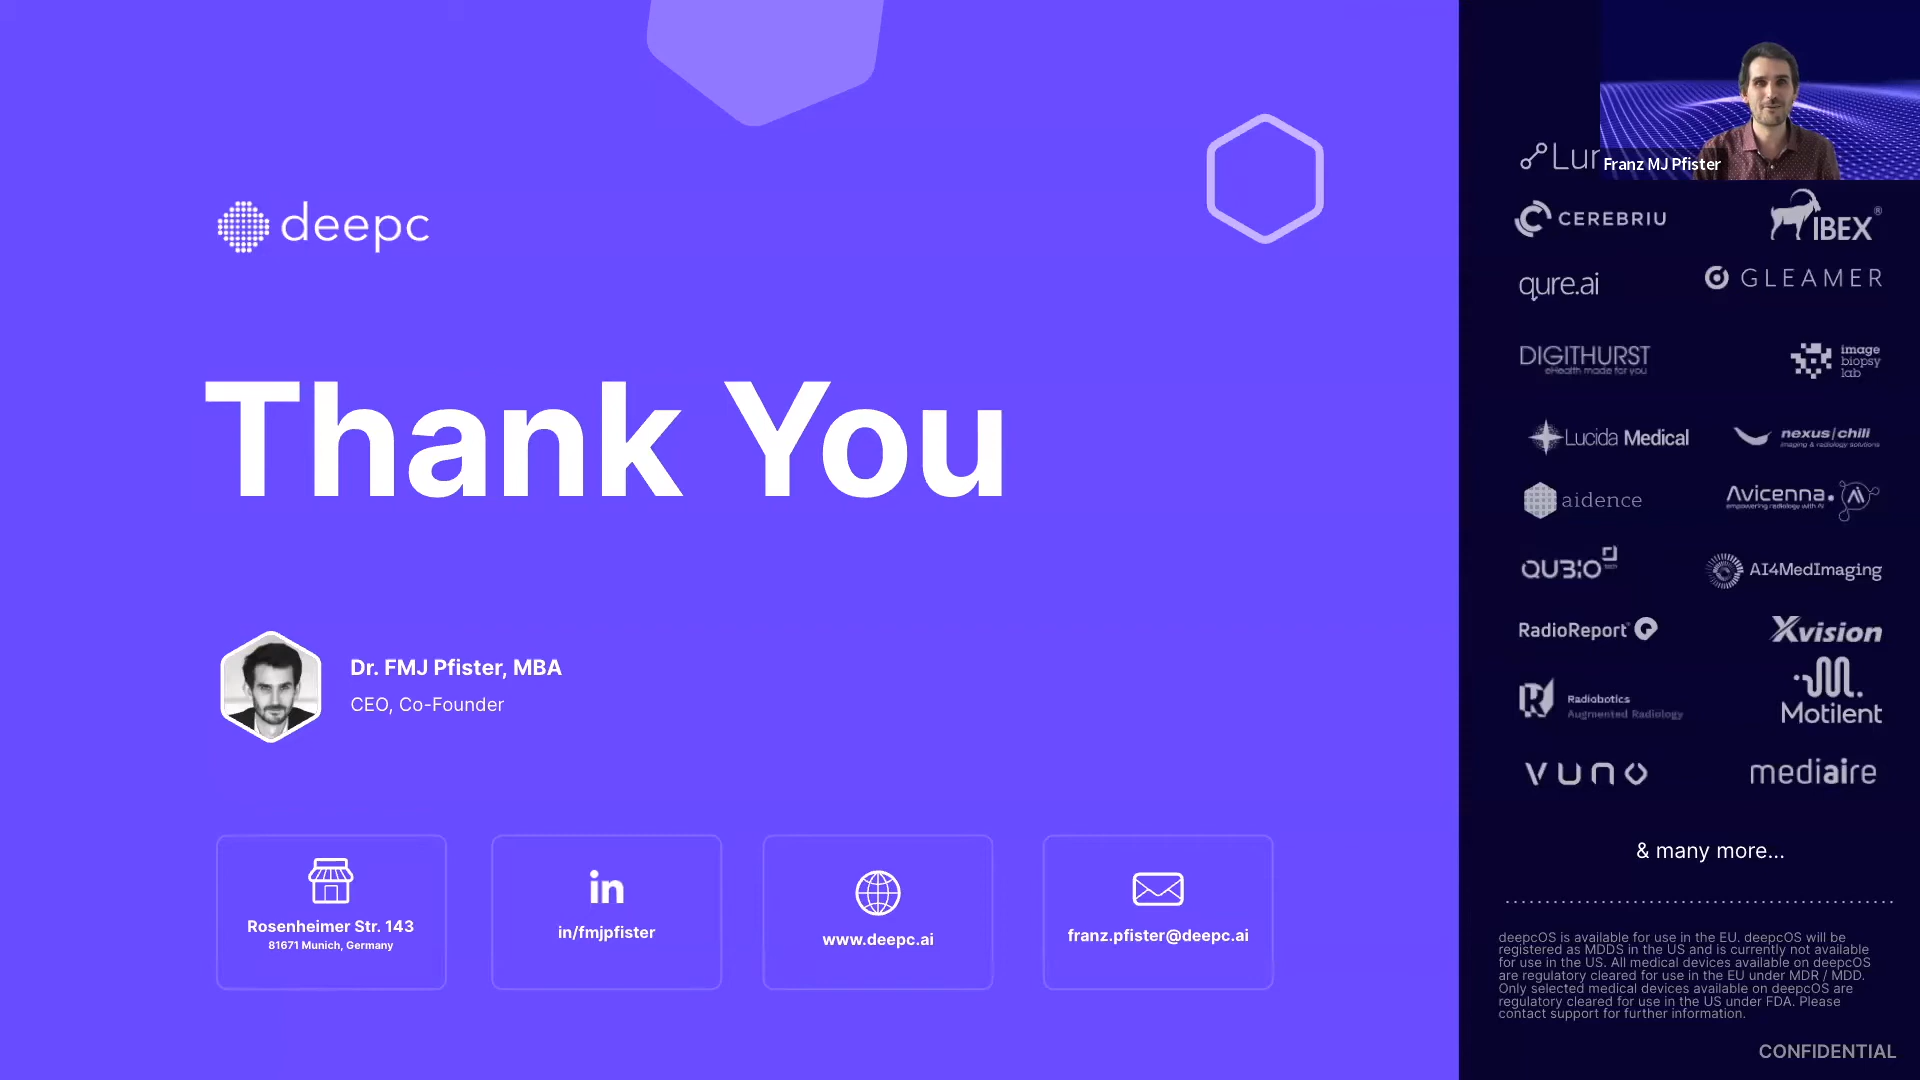 deepc
Thank You
Dr. FMJ Pfister, MBA
CEO, Co-Founder
Rosenheimer Str. 143
81671 Munich, Germany
in
in/fmjpfister
www.deepc.ai
franz.pfister@deepc.ai
Franz MJ Pfister
CEREBRIU
IBEX®
qure.ai
GLEAMER
DIGITHURST
eHealth made for you
image
biopsy
lab
Lucida Medical
nexus/chili
imaging & radiology solutions
aidence
Avicenna.AI
empowering radiology with AI
QUBIO
tech
AI4MedImaging
RadioReport
Xvision
Radiobotics
Augmented Radiology
Motilent
VUNO
mediaire
& many more...
deepcOS is available for use in the EU. deepcOS will be
registered as MDDS in the US and is currently not available
for use in the US. All medical devices available on deepcOS
are regulatory cleared for use in the EU under MDR / MDD.
Only selected medical devices available on deepcOS are
regulatory cleared for use in the US under FDA. Please
contact support for further information.
CONFIDENTIAL